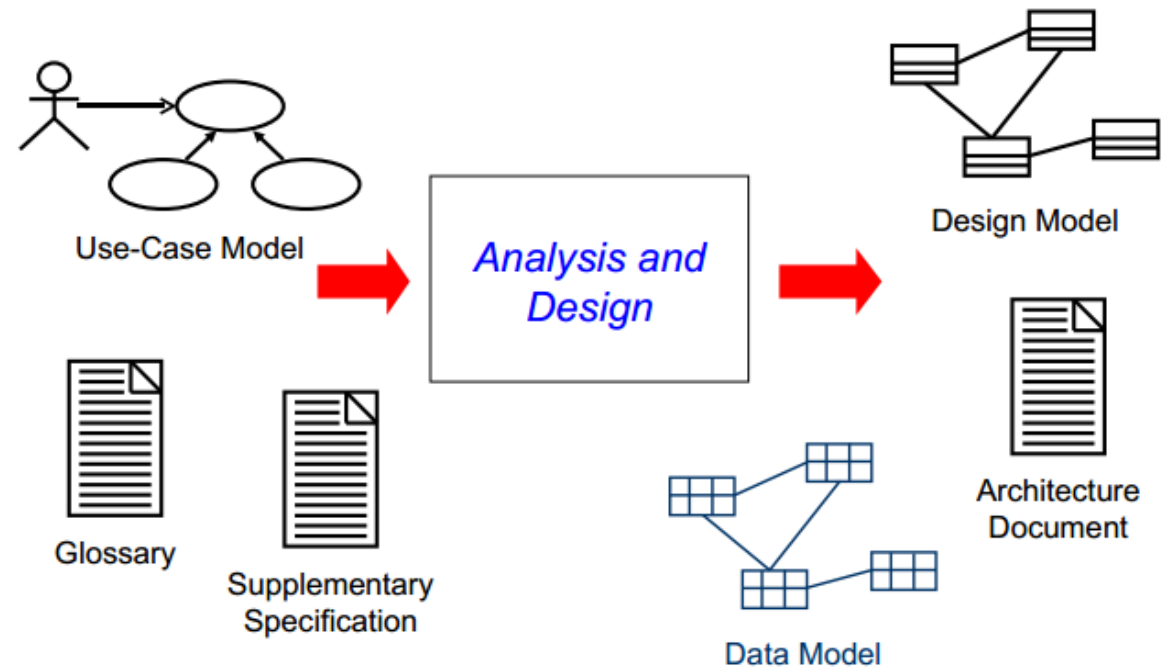 Use-Case Model
Analysis and
Design
Design Model
Glossary
Supplementary
Specification
Architecture
Document
Data Model